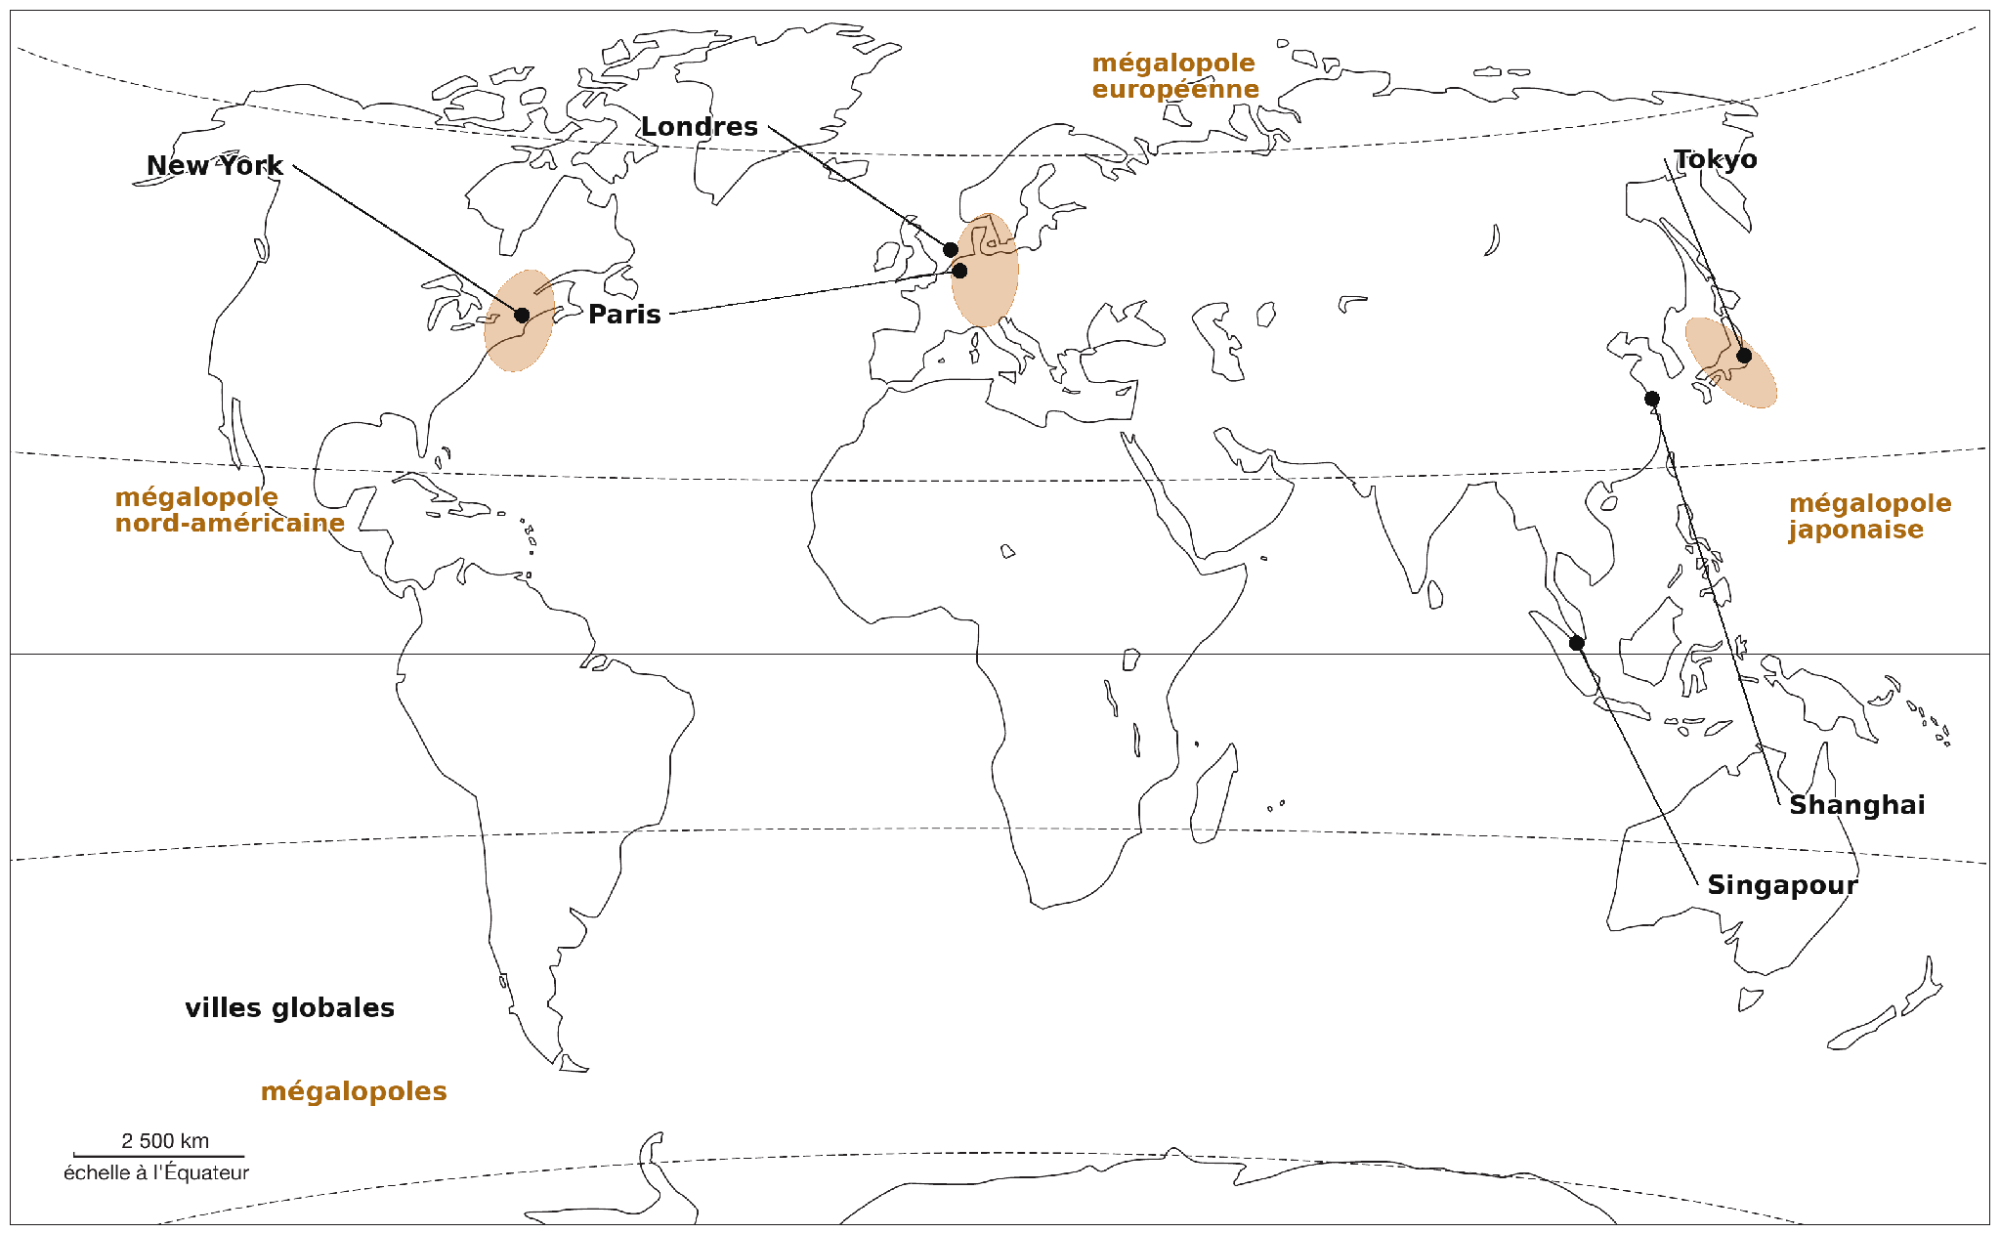 mégalopole
européenne
Londres
New York
Tokyo
Paris
mégalopole
nord-américaine
mégalopole
japonaise
Shanghai
Singapour
villes globales
mégalopoles
2 500 km
échelle à l'Équateur